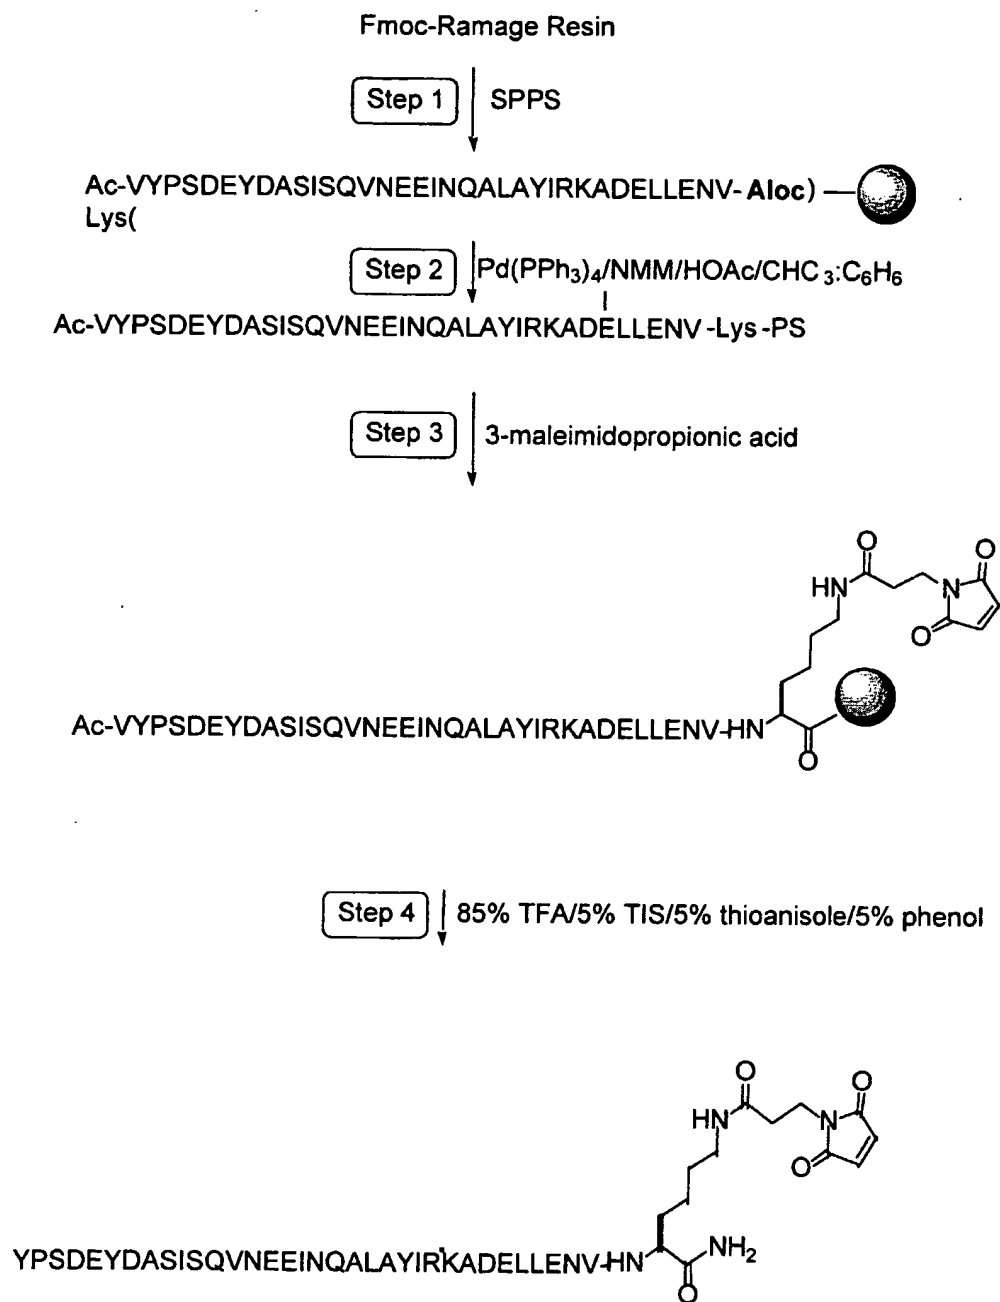 Fmoc-Ramage Resin
Step 1 SPPS
Ac-VYPSDEYDASISQVNEEINQALAYIRKADELLENV- Aloc)
Lys(
Step 2 Pd(PPh3)4/NMM/HOAc/CHC3:C6H6
Ac-VYPSDEYDASISQVNEEINQALAYIRKADELLENV -Lys -PS
Step 3 3-maleimidopropionic acid
O
HN N O
O
Ac-VYPSDEYDASISQVNEEINQALAYIRKADELLENV-HN
O
Step 4 85% TFA/5% TIS/5% thioanisole/5% phenol
O
HN N O
O
YPSDEYDASISQVNEEINQALAYIRKADELLENV-HN NH2
O